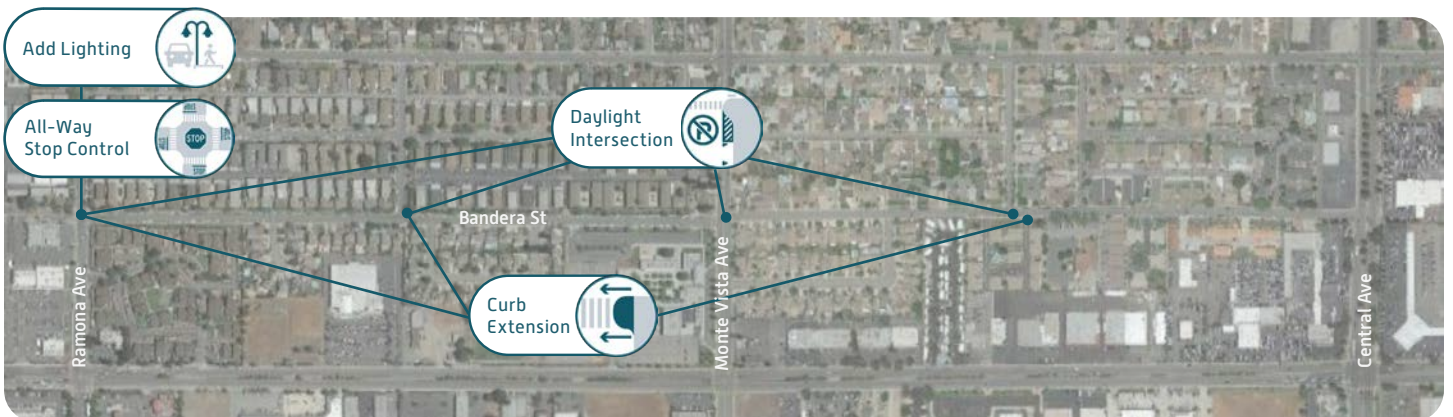 Add Lighting
All-Way
Stop Control
STOP
Daylight
Intersection
Bandera St
Curb
Extension
Ramona Ave
Monte Vista Ave
Central Ave